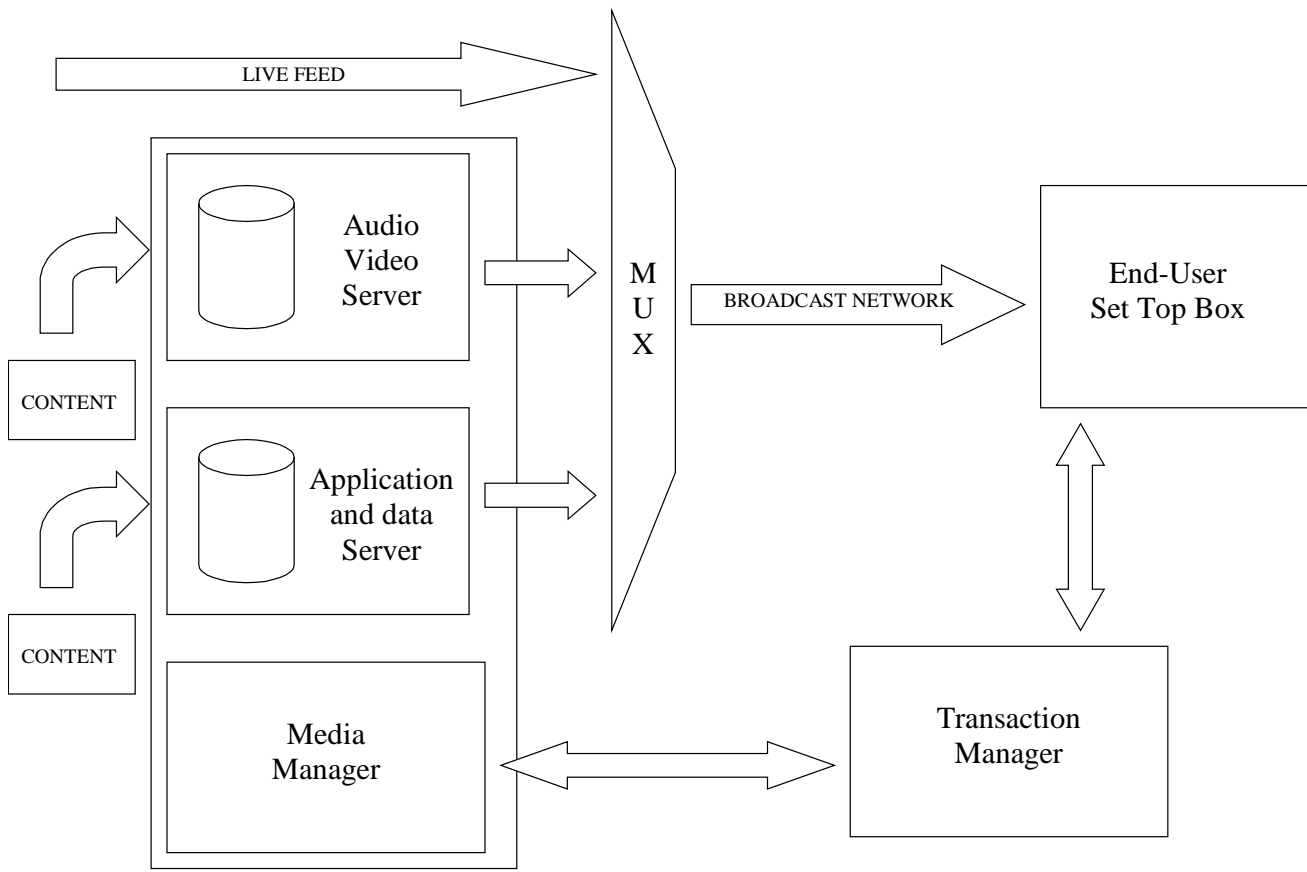 LIVE FEED
Audio
Video
Server
M
U
X
BROADCAST NETWORK
End-User
Set Top Box
CONTENT
Application
and data
Server
CONTENT
Media
Manager
Transaction
Manager